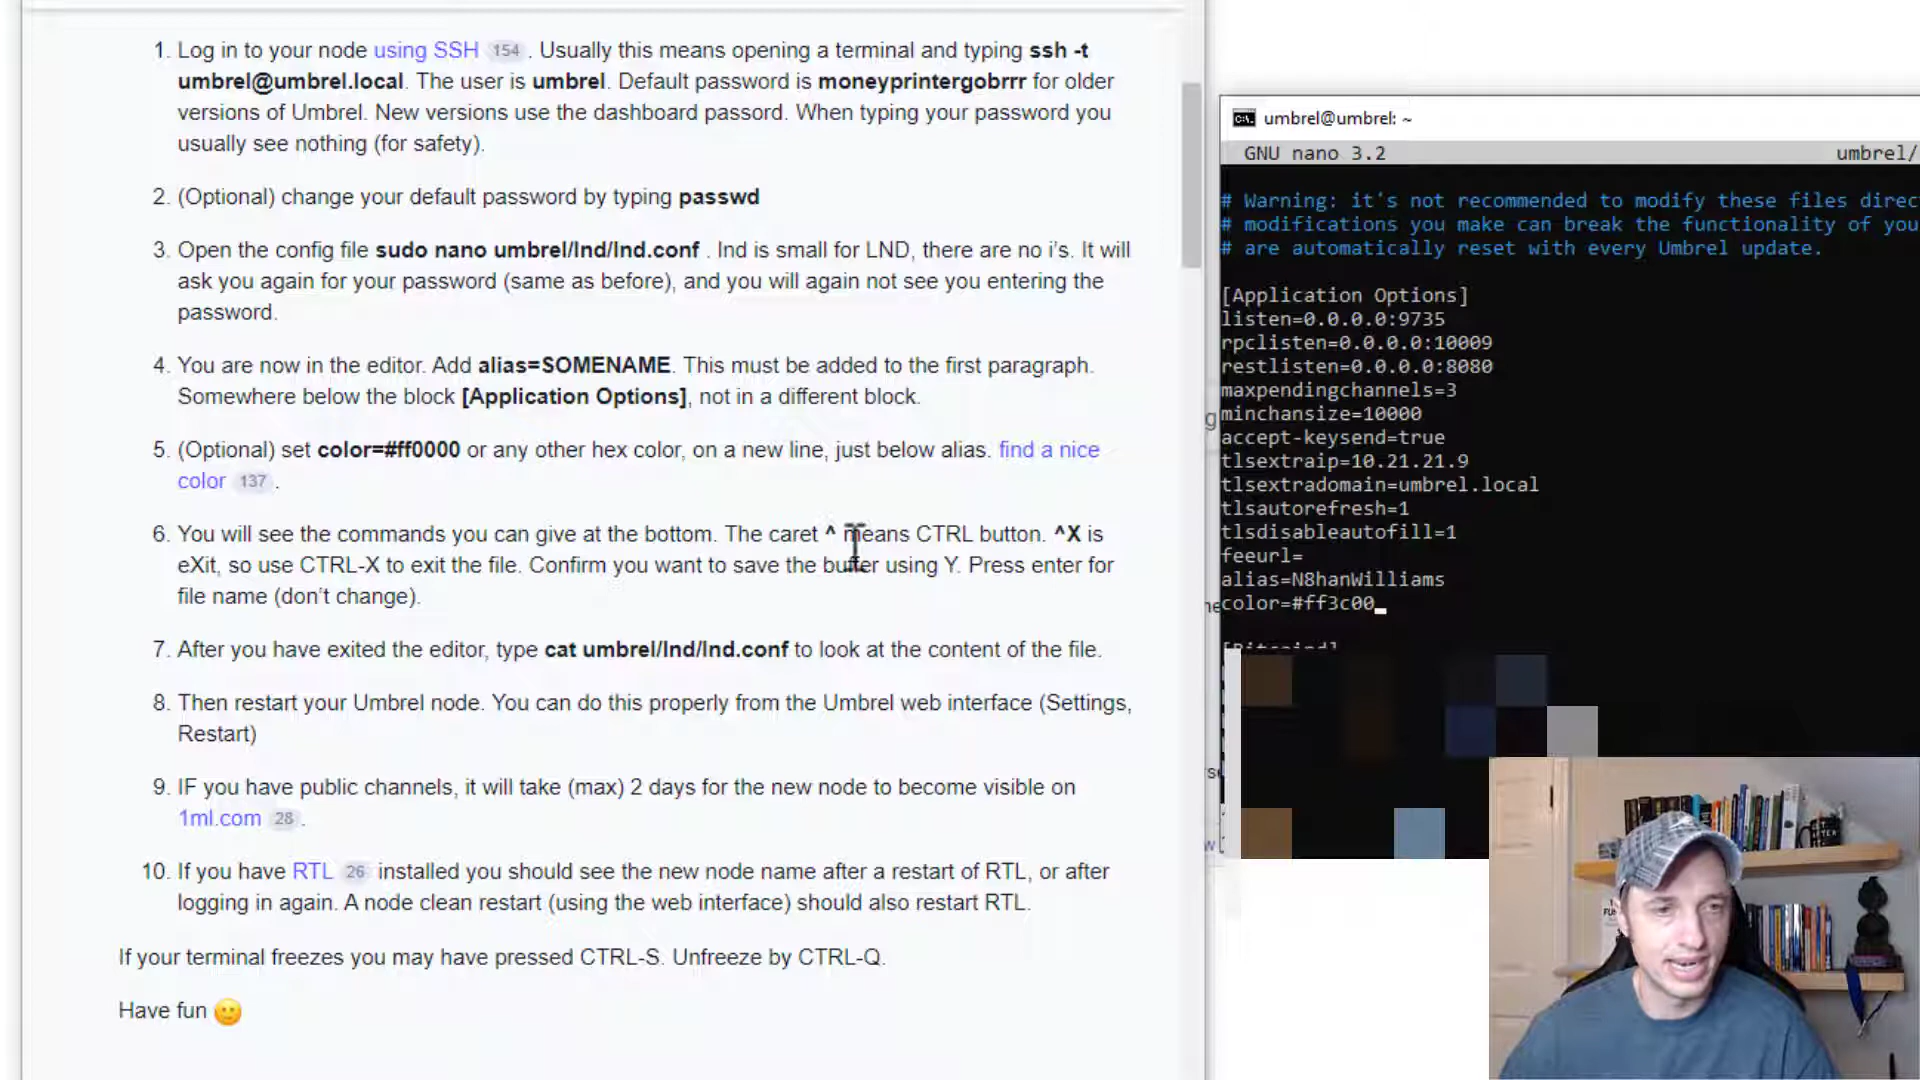 1. Log in to your node using SSH 154 . Usually this means opening a terminal and typing ssh -t
umbrel@umbrel.local. The user is umbrel. Default password is moneyprintergobrrr for older
versions of Umbrel. New versions use the dashboard passord. When typing your password you
usually see nothing (for safety).
2. (Optional) change your default password by typing passwd
3. Open the config file sudo nano umbrel/lnd/lnd.conf . lnd is small for LND, there are no i's. It will
ask you again for your password (same as before), and you will again not see you entering the
password.
4. You are now in the editor. Add alias=SOMENAME. This must be added to the first paragraph.
Somewhere below the block [Application Options], not in a different block.
5. (Optional) set color=#ff0000 or any other hex color, on a new line, just below alias. find a nice
color 137 .
6. You will see the commands you can give at the bottom. The caret ^ means CTRL button. ^X is
eXit, so use CTRL-X to exit the file. Confirm you want to save the buffer using Y. Press enter for
file name (don't change).
7. After you have exited the editor, type cat umbrel/lnd/lnd.conf to look at the content of the file.
8. Then restart your Umbrel node. You can do this properly from the Umbrel web interface (Settings,
Restart)
9. IF you have public channels, it will take (max) 2 days for the new node to become visible on
1ml.com 28 .
10. If you have RTL 26 installed you should see the new node name after a restart of RTL, or after
logging in again. A node clean restart (using the web interface) should also restart RTL.
If your terminal freezes you may have pressed CTRL-S. Unfreeze by CTRL-Q.
Have fun 🙂
umbrel@umbrel: ~
GNU nano 3.2 umbrel/
# Warning: it's not recommended to modify these files direc
# modifications you make can break the functionality of you
# are automatically reset with every Umbrel update.
[Application Options]
listen=0.0.0.0:9735
rpclisten=0.0.0.0:10009
restlisten=0.0.0.0:8080
maxpendingchannels=3
minchansize=10000
accept-keysend=true
tlsextraip=10.21.21.9
tlsextradomain=umbrel.local
tlsautorefresh=1
tlsdisableautofill=1
feeurl=
alias=N8hanWilliams
color=#ff3c00
[Bitcoind]